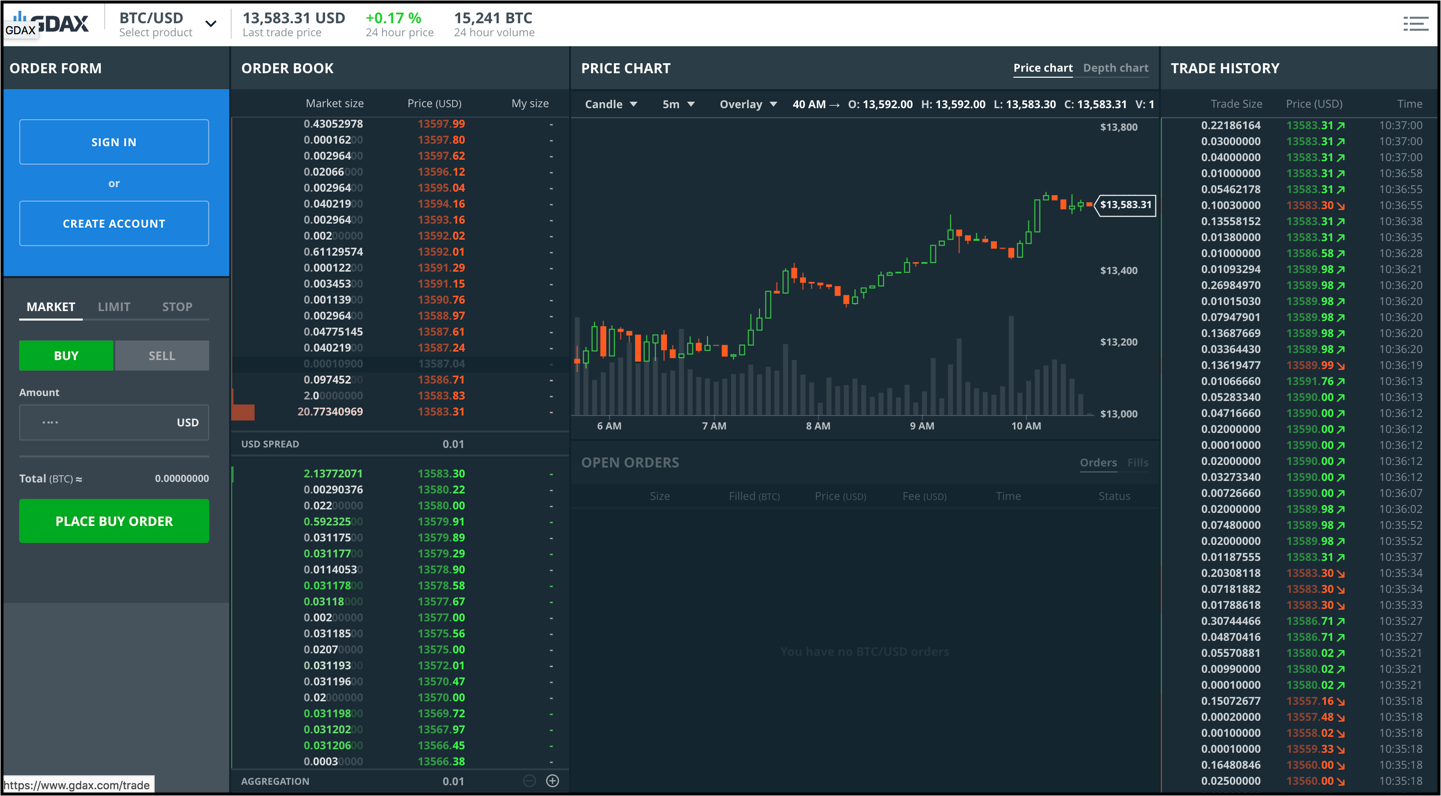 GDAX
GDAX
BTC/USD
Select product
13,583.31 USD
Last trade price
+0.17 %
24 hour price
15,241 BTC
24 hour volume
ORDER FORM
SIGN IN
or
CREATE ACCOUNT
MARKET LIMIT STOP
BUY SELL
Amount
USD
Total (BTC) ≈ 0.00000000
PLACE BUY ORDER
https://www.gdax.com/trade
ORDER BOOK
Market size Price (USD) My size
0.43052978 13597.99 -
0.00016200 13597.80 -
0.00296400 13597.62 -
0.02066000 13596.12 -
0.00296400 13595.04 -
0.04021900 13594.16 -
0.00296400 13593.16 -
0.00200000 13592.02 -
0.61129574 13592.01 -
0.00012200 13591.29 -
0.00345300 13591.15 -
0.00113900 13590.76 -
0.00296400 13588.97 -
0.04775145 13587.61 -
0.04021900 13587.24 -
0.00010900 13587.04
0.09745200 13586.71 -
2.00000000 13583.83 -
20.77340969 13583.31 -
USD SPREAD 0.01
2.13772071 13583.30 -
0.00290376 13580.22 -
0.02200000 13580.00 -
0.59232500 13579.91 -
0.03117500 13579.89 -
0.03117700 13579.29 -
0.01140530 13578.90 -
0.03117800 13578.58 -
0.03118000 13577.67 -
0.00200000 13577.00 -
0.03118500 13575.56 -
0.02070000 13575.00 -
0.03119300 13572.01 -
0.03119600 13570.47 -
0.02000000 13570.00 -
0.03119800 13569.72 -
0.03120200 13567.97 -
0.03120600 13566.45 -
0.00030000 13566.38 -
AGGREGATION 0.01
PRICE CHART
Price chart Depth chart
Candle 5m Overlay 40 AM → O: 13,592.00 H: 13,592.00 L: 13,583.30 C: 13,583.31 V: 1
$13,800
$13,583.31
$13,400
$13,200
$13,000
6 AM 7 AM 8 AM 9 AM 10 AM
OPEN ORDERS
Orders Fills
Size Filled (BTC) Price (USD) Fee (USD) Time Status
You have no BTC/USD orders
TRADE HISTORY
Trade Size Price (USD) Time
0.22186164 13583.31↗ 10:37:00
0.03000000 13583.31↗ 10:37:00
0.04000000 13583.31↗ 10:37:00
0.01000000 13583.31↗ 10:36:58
0.05462178 13583.31↗ 10:36:55
0.10030000 13583.30↘ 10:36:55
0.13558152 13583.31↗ 10:36:38
0.01380000 13583.31↗ 10:36:35
0.01000000 13586.58↗ 10:36:28
0.01093294 13589.98↗ 10:36:21
0.26984970 13589.98↗ 10:36:20
0.01015030 13589.98↗ 10:36:20
0.07947901 13589.98↗ 10:36:20
0.13687669 13589.98↗ 10:36:20
0.03364430 13589.98↗ 10:36:20
0.13619477 13589.99↘ 10:36:19
0.01066660 13591.76↗ 10:36:13
0.05283340 13590.00↗ 10:36:13
0.04716660 13590.00↗ 10:36:12
0.02000000 13590.00↗ 10:36:12
0.00010000 13590.00↗ 10:36:12
0.02000000 13590.00↗ 10:36:12
0.03273340 13590.00↗ 10:36:12
0.00726660 13590.00↗ 10:36:07
0.02000000 13589.98↗ 10:36:02
0.07480000 13589.98↗ 10:35:52
0.02000000 13589.98↗ 10:35:52
0.01187555 13583.31↗ 10:35:37
0.20308118 13583.30↘ 10:35:34
0.07181882 13583.30↘ 10:35:34
0.01788618 13583.30↘ 10:35:33
0.30744466 13586.71↗ 10:35:27
0.04870416 13586.71↗ 10:35:27
0.05570881 13580.02↗ 10:35:21
0.00990000 13580.02↗ 10:35:21
0.00010000 13580.02↗ 10:35:21
0.15072677 13557.16↘ 10:35:18
0.00020000 13557.48↘ 10:35:18
0.00100000 13558.02↘ 10:35:18
0.00010000 13559.33↘ 10:35:18
0.16480846 13560.00↘ 10:35:18
0.02500000 13560.00↘ 10:35:18